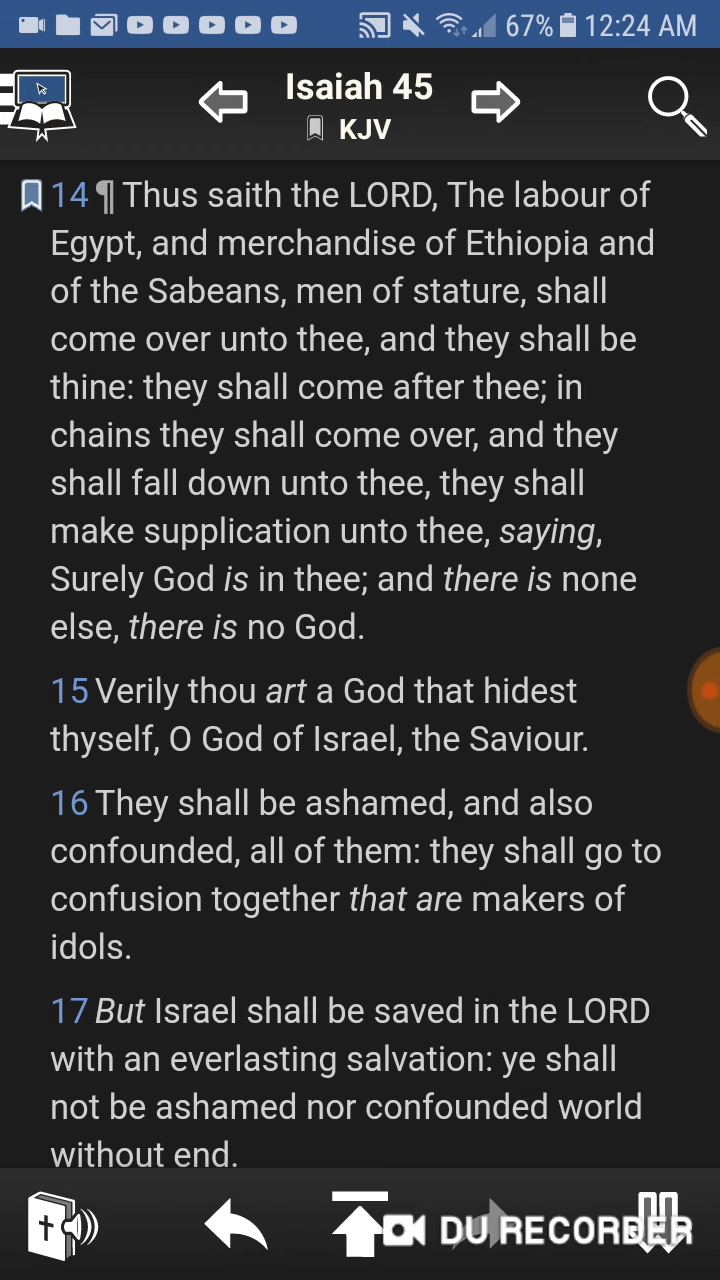 67% 12:24 AM
Isaiah 45
KJV
14 ¶ Thus saith the LORD, The labour of
Egypt, and merchandise of Ethiopia and
of the Sabeans, men of stature, shall
come over unto thee, and they shall be
thine: they shall come after thee; in
chains they shall come over, and they
shall fall down unto thee, they shall
make supplication unto thee, saying,
Surely God is in thee; and there is none
else, there is no God.
15 Verily thou art a God that hidest
thyself, O God of Israel, the Saviour.
16 They shall be ashamed, and also
confounded, all of them: they shall go to
confusion together that are makers of
idols.
17 But Israel shall be saved in the LORD
with an everlasting salvation: ye shall
not be ashamed nor confounded world
without end.
DU RECORDER